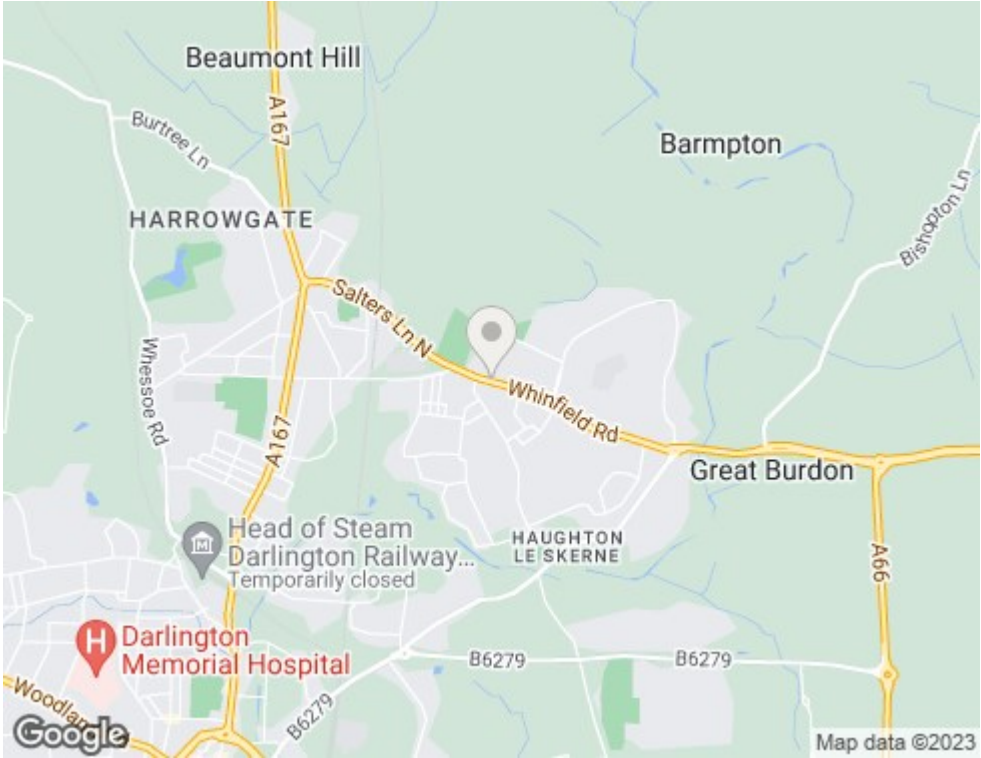 Beaumont Hill
A167
Burtree Ln
Barmpton
Bishopton Ln
HARROWGATE
Salters Ln N
Whessoe Rd
Whinfield Rd
A167
Great Burdon
Head of Steam
Darlington Railway...
Temporarily closed
HAUGHTON
LE SKERNE
A66
H
Darlington
Memorial Hospital
B6279
B6279
B6279
Google
Map data ©2023